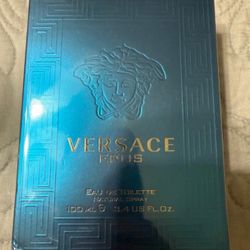 VERSACE
EROS
EAU DE TOILETTE
NATURAL SPRAY
100 ML ℮ 3.4 US FL.OZ.